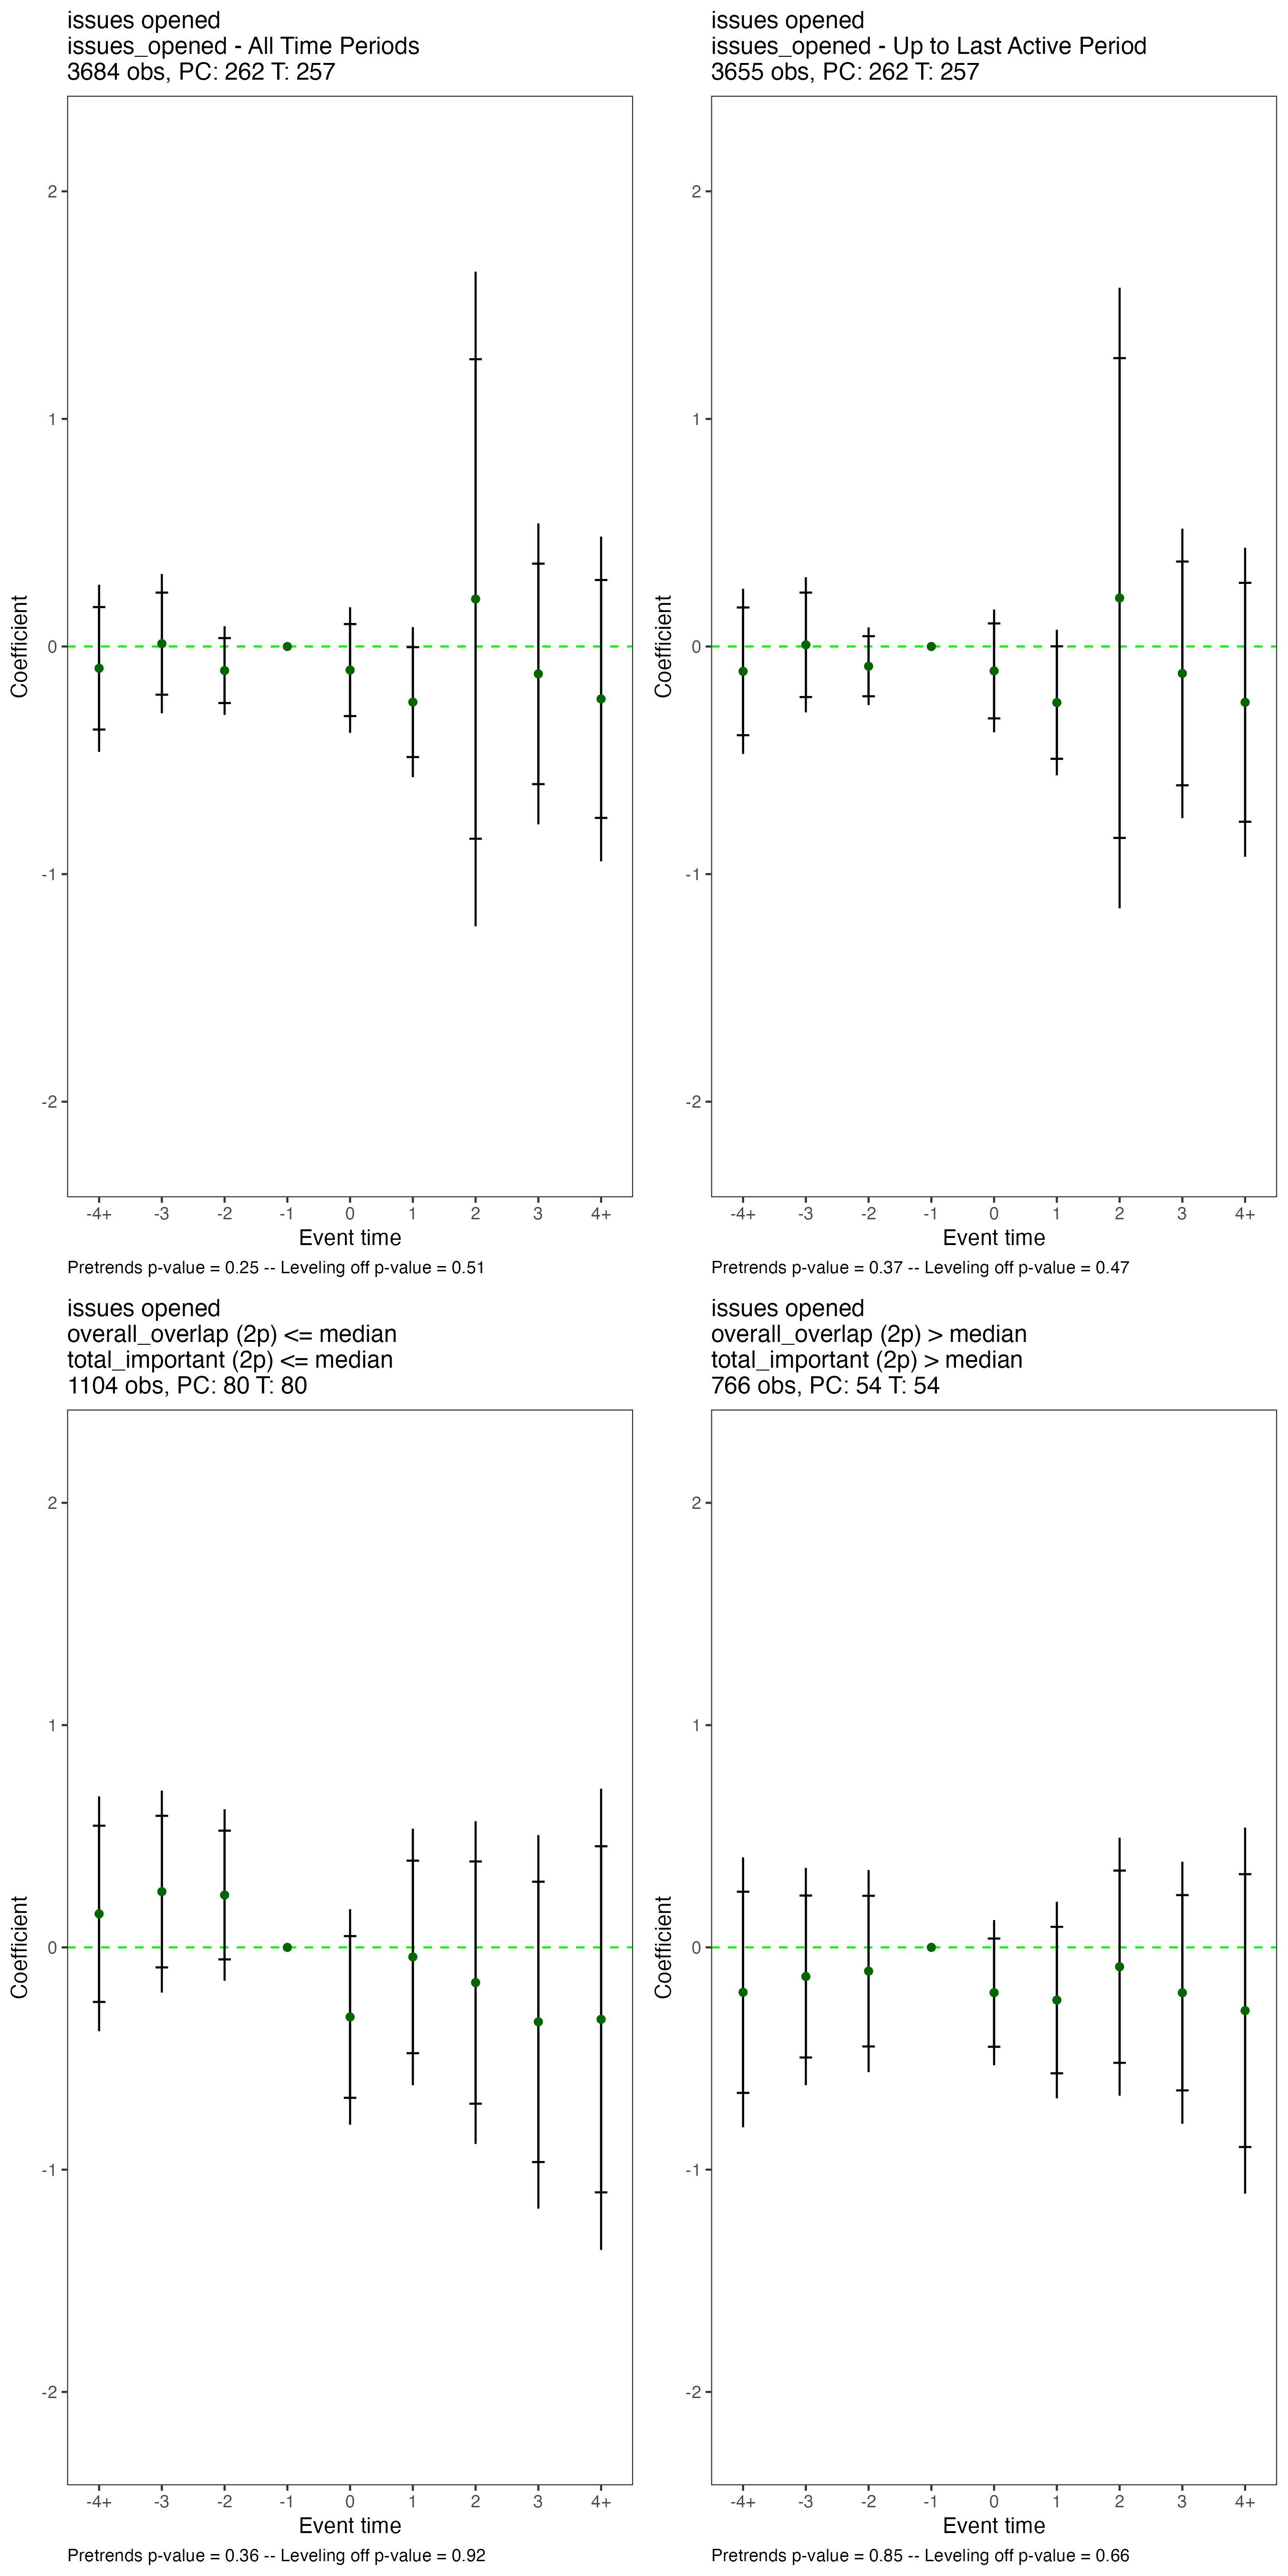 issues opened
issues_opened - All Time Periods
3684 obs, PC: 262 T: 257
2
1
0
-1
-2
Coefficient
-4+ -3 -2 -1 0 1 2 3 4+
Event time
Pretrends p-value = 0.25 -- Leveling off p-value = 0.51
issues opened
issues_opened - Up to Last Active Period
3655 obs, PC: 262 T: 257
2
1
0
-1
-2
Coefficient
-4+ -3 -2 -1 0 1 2 3 4+
Event time
Pretrends p-value = 0.37 -- Leveling off p-value = 0.47
issues opened
overall_overlap (2p) <= median
total_important (2p) <= median
1104 obs, PC: 80 T: 80
2
1
0
-1
-2
Coefficient
-4+ -3 -2 -1 0 1 2 3 4+
Event time
Pretrends p-value = 0.36 -- Leveling off p-value = 0.92
issues opened
overall_overlap (2p) > median
total_important (2p) > median
766 obs, PC: 54 T: 54
2
1
0
-1
-2
Coefficient
-4+ -3 -2 -1 0 1 2 3 4+
Event time
Pretrends p-value = 0.85 -- Leveling off p-value = 0.66